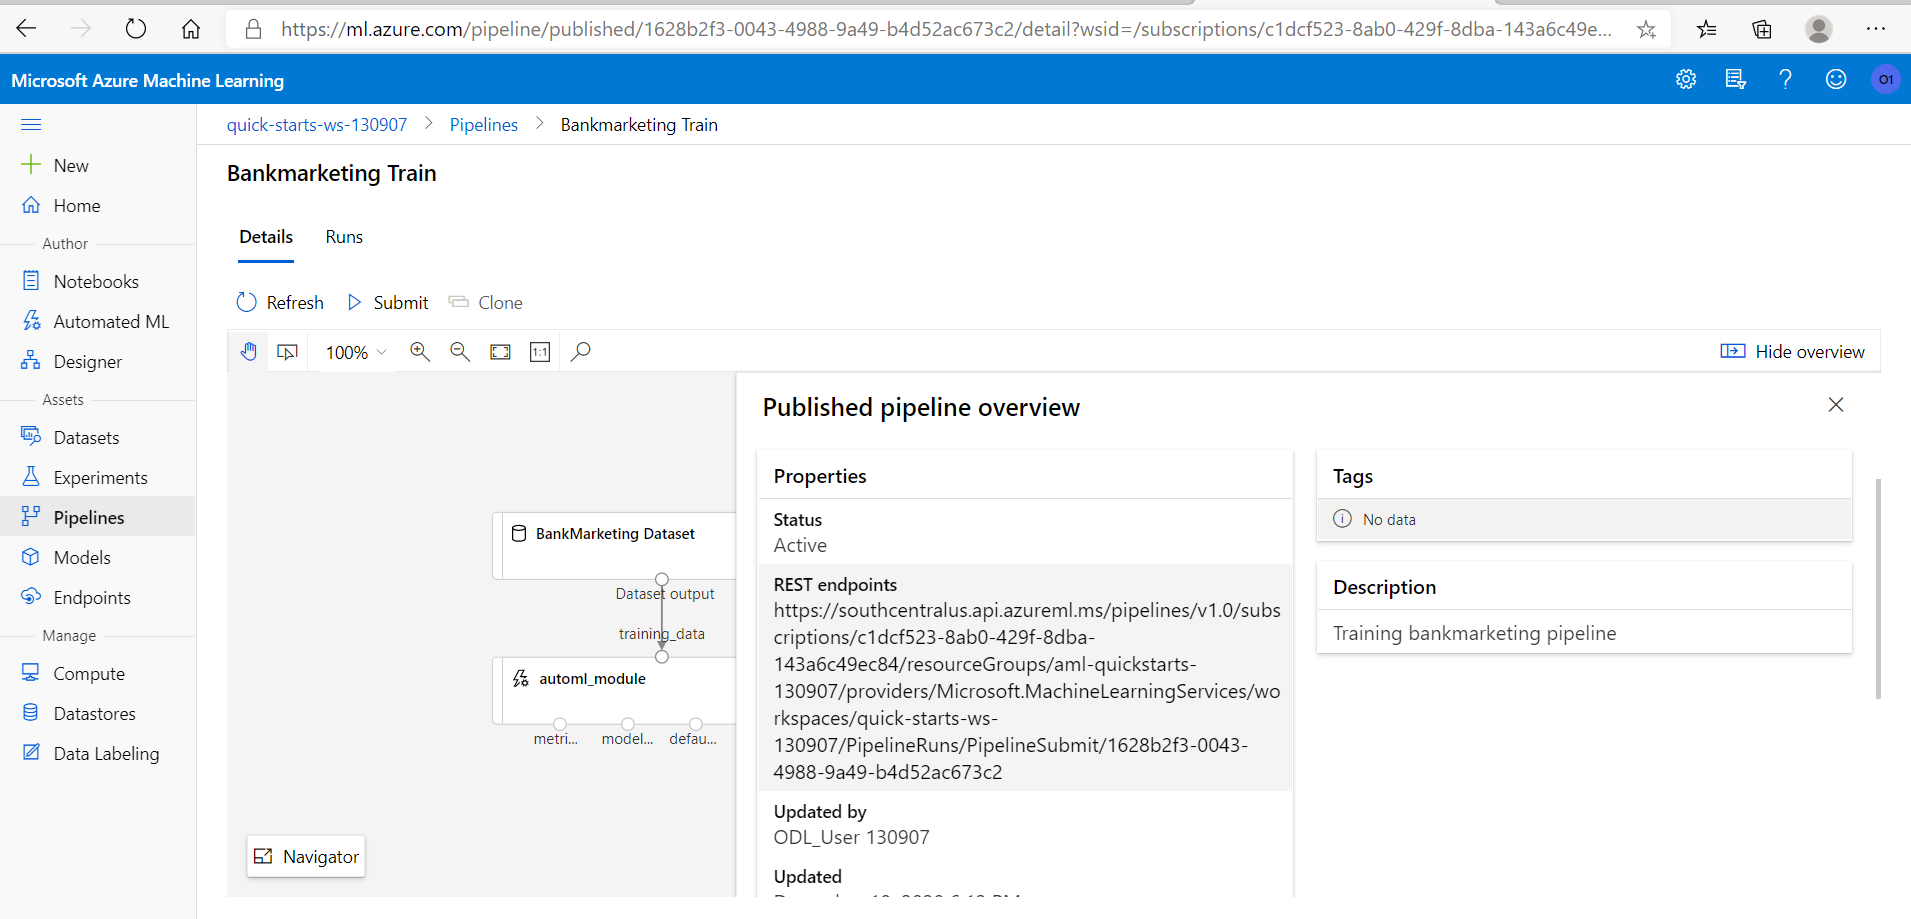 https://ml.azure.com/pipeline/published/1628b2f3-0043-4988-9a49-b4d52ac673c2/detail?wsid=/subscriptions/c1dcf523-8ab0-429f-8dba-143a6c49e...
Microsoft Azure Machine Learning
O1
quick-starts-ws-130907 > Pipelines > Bankmarketing Train
New
Home
Author
Notebooks
Automated ML
Designer
Assets
Datasets
Experiments
Pipelines
Models
Endpoints
Manage
Compute
Datastores
Data Labeling
Bankmarketing Train
Details Runs
Refresh Submit Clone
100% 1:1 Hide overview
BankMarketing Dataset
Dataset output
training_data
automl_module
metri... model... defau...
Navigator
Published pipeline overview
Properties
Status
Active
REST endpoints
https://southcentralus.api.azureml.ms/pipelines/v1.0/subs
criptions/c1dcf523-8ab0-429f-8dba-
143a6c49ec84/resourceGroups/aml-quickstarts-
130907/providers/Microsoft.MachineLearningServices/wo
rkspaces/quick-starts-ws-
130907/PipelineRuns/PipelineSubmit/1628b2f3-0043-
4988-9a49-b4d52ac673c2
Updated by
ODL_User 130907
Updated
Tags
No data
Description
Training bankmarketing pipeline